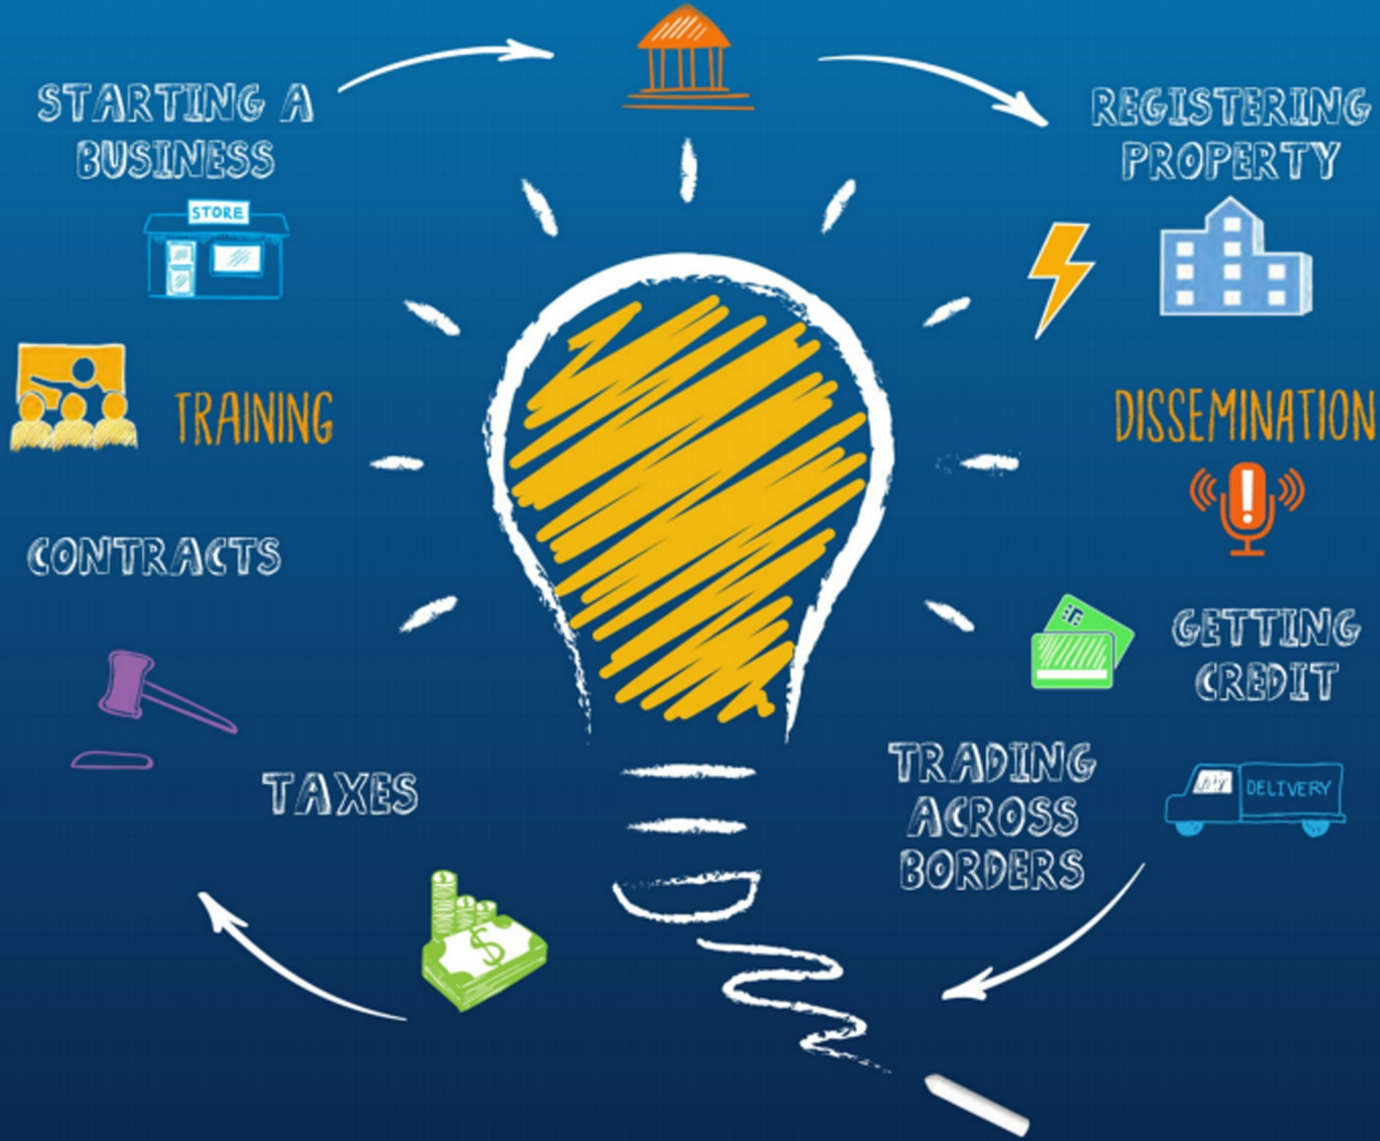 STARTING A
BUSINESS
STORE
TRAINING
CONTRACTS
TAXES
$
REGISTERING
PROPERTY
DISSEMINATION
!
GETTING
CREDIT
TRADING
ACROSS
BORDERS
DELIVERY